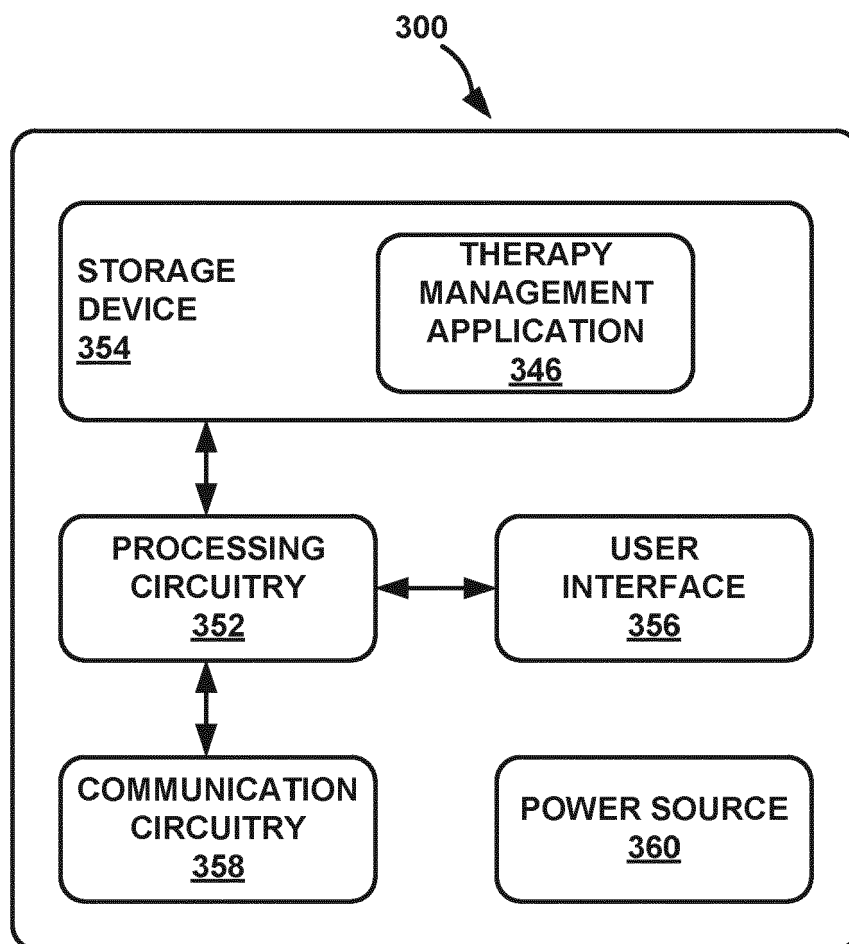 300
STORAGE
DEVICE
354
THERAPY
MANAGEMENT
APPLICATION
346
PROCESSING
CIRCUITRY
352
USER
INTERFACE
356
COMMUNICATION
CIRCUITRY
358
POWER SOURCE
360